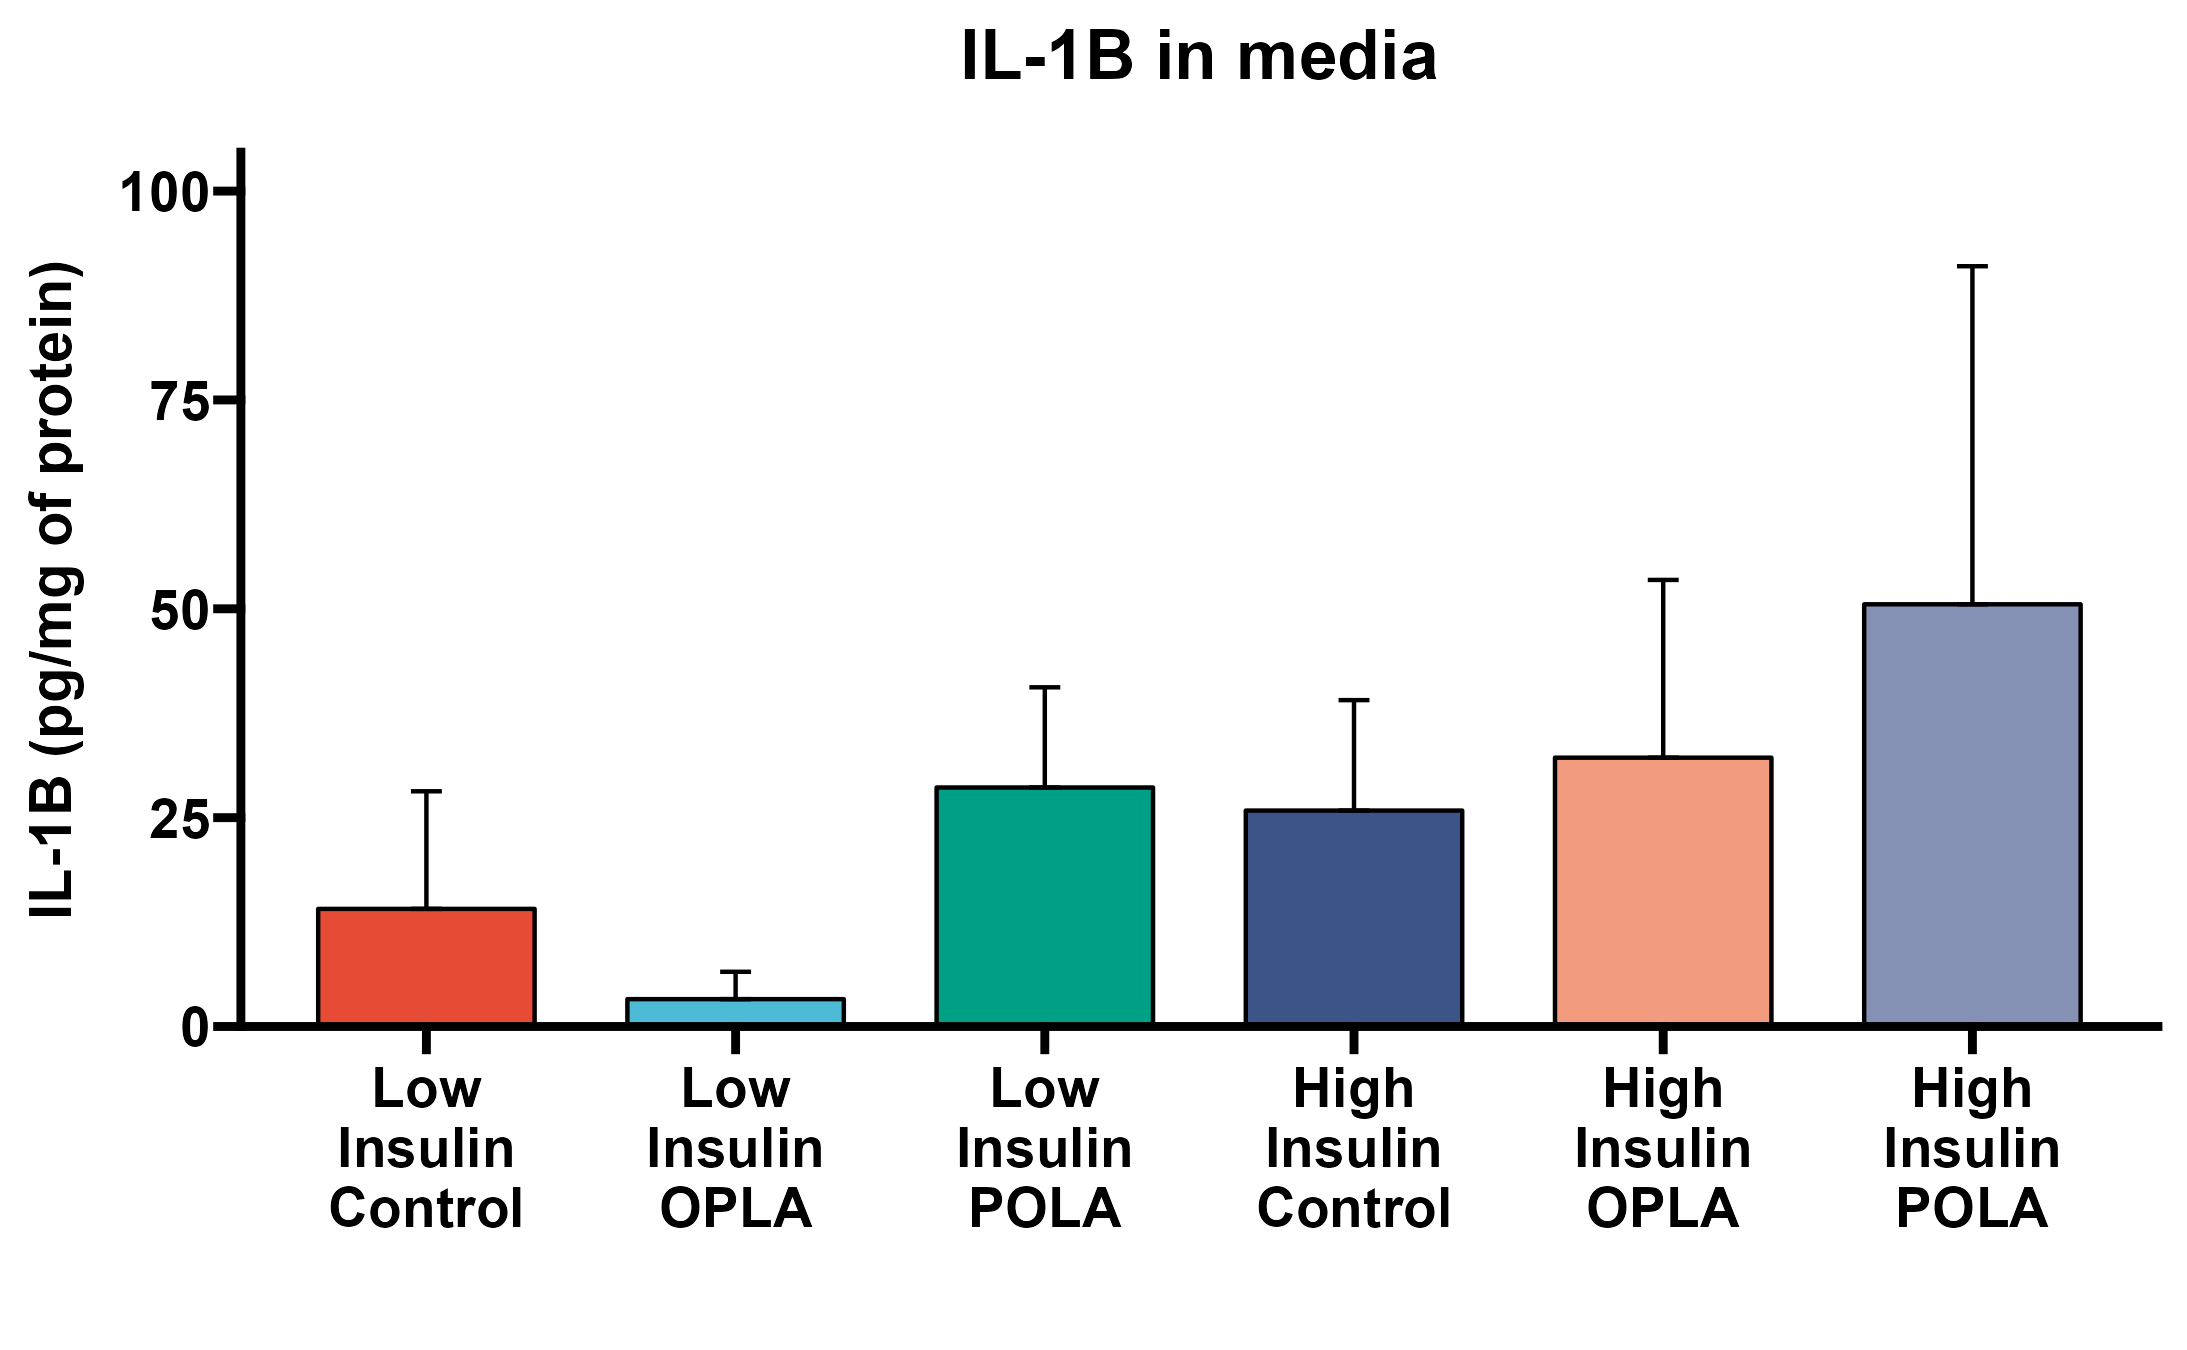 IL-1B in media
IL-1B (pg/mg of protein)
100
75
50
25
0
Low
Insulin
Control
Low
Insulin
OPLA
Low
Insulin
POLA
High
Insulin
Control
High
Insulin
OPLA
High
Insulin
POLA